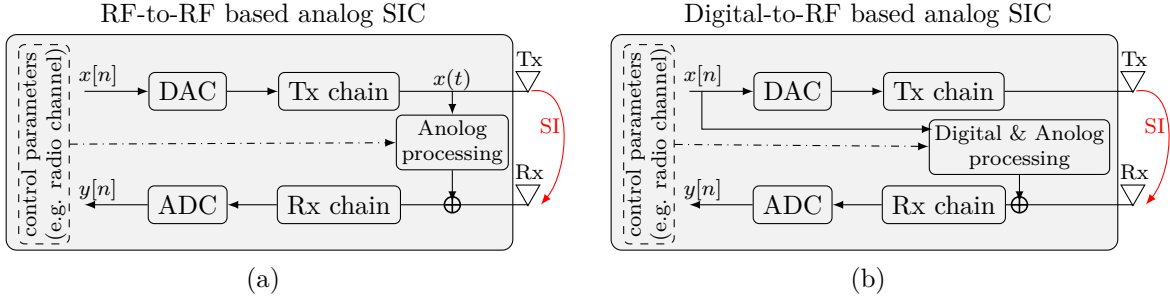 RF-to-RF based analog SIC
control parameters
(e.g. radio channel)
x[n]
DAC
Tx chain
x(t)
Tx
SI
Anolog
processing
Rx
y[n]
ADC
Rx chain
(a)
Digital-to-RF based analog SIC
control parameters
(e.g. radio channel)
x[n]
DAC
Tx chain
Tx
SI
Digital & Anolog
processing
Rx
y[n]
ADC
Rx chain
(b)